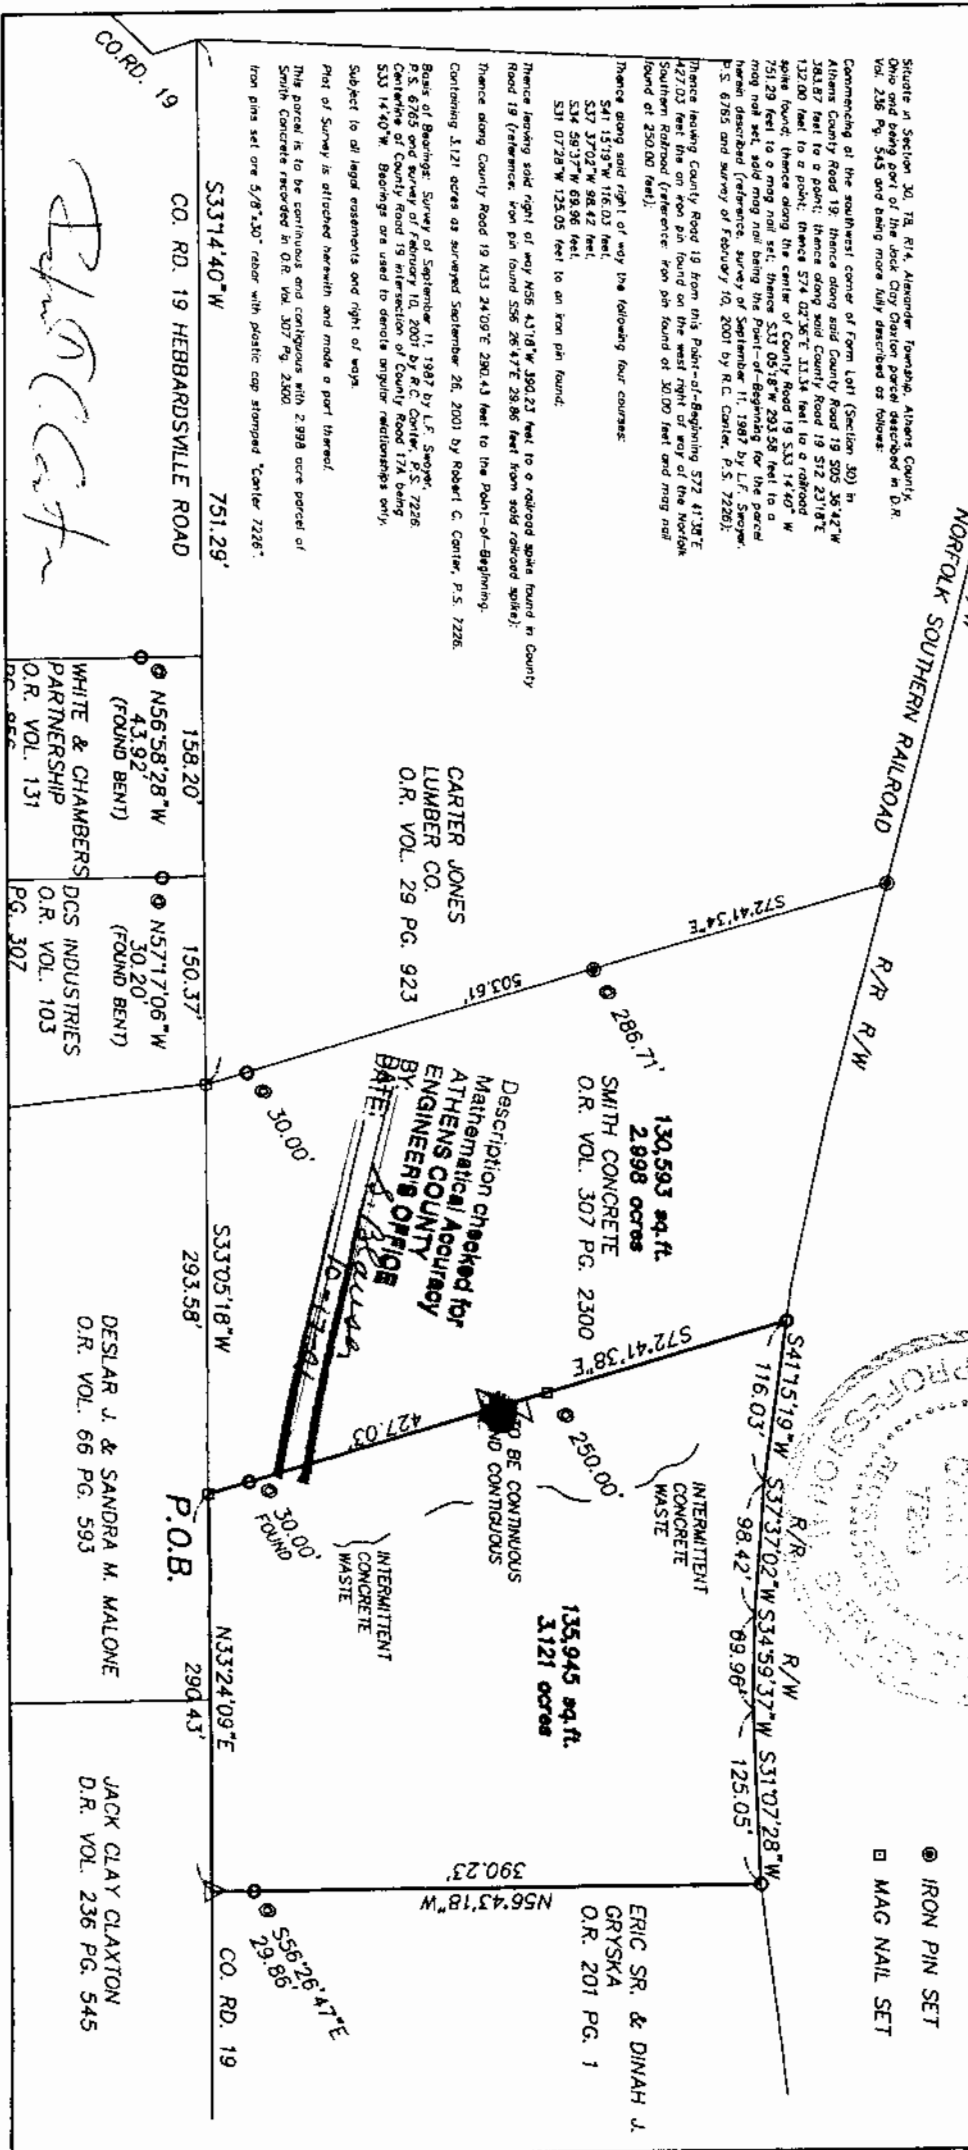 Situate in Section 30, T8, R14, Alexander Township, Athens County,
Ohio and being part of the Jack Clay Claxton parcel described in D.R.
Vol. 236 Pg. 545 and being more fully described as follows:
Commencing at the southwest corner of Farm Lot1 (Section 30) in
Athens County Road 19; thence along said County Road 19 S05 36'42"W
383.87 feet to a point; thence along said County Road 19 S12 23'18"E
132.00 feet to a point; thence S74 02'36"E 33.34 feet to a railroad
spike found; thence along the center of County Road 19 S33 14'40" W
751.29 feet to a mag nail set; thence S33 05'18"W 293.58 feet to a
mag nail set, said mag nail being the Point-of-Beginning for the parcel
herein described (reference, survey of September 11, 1987 by L.F. Swoyer,
P.S. 6765 and survey of February 10, 2001 by R.C. Canter, P.S. 7226);
Thence leaving said County Road 19 from this Point-of-Beginning S72 41'38"E
427.03 feet the an iron pin found on the west right of way of the Norfolk
Southern Railroad (reference: iron pin found at 30.00 feet and mag nail
found at 250.00 feet);
Thence along said right of way the following four courses:
S41 15'19"W 116.03 feet,
S37 37'02"W 98.42 feet,
S34 59'37"W 69.96 feet,
S31 07'28"W 125.05 feet to an iron pin found;
Thence leaving said right of way N56 43'18"W 390.23 feet to a railroad spike found in County
Road 19 (reference: iron pin found S56 26'47"E 29.86 feet from said railroad spike);
Thence along County Road 19 N33 24'09"E 290.43 feet to the Point-of-Beginning.
Containing 3.121 acres as surveyed September 26, 2001 by Robert C. Canter, P.S. 7226.
Basis of Bearings: Survey of September 11, 1987 by L.F. Swoyer,
P.S. 6765 and survey of February 10, 2001 by R.C. Canter, P.S. 7226.
Centerline of County Road 19 intersection of County Road 17A being
S33 14'40"W. Bearings are used to denote angular relationships only.
Subject to all legal easements and right of ways.
Plat of Survey is attached herewith and made a part thereof.
This parcel is to be continuous and contiguous with 2.998 acre parcel of
Smith Concrete recorded in O.R. Vol. 307 Pg. 2300.
Iron pins set are 5/8"x30" rebar with plastic cap stamped "Canter 7226".
NORFOLK SOUTHERN RAILROAD
R/R R/W
R/R
R/W
IRON PIN SET
MAG NAIL SET
CO.RD. 19
S33°14'40"W
751.29'
CO. RD. 19 HEBBARDSVILLE ROAD
158.20'
N56°58'28"W
43.92'
(FOUND BENT)
WHITE & CHAMBERS
PARTNERSHIP
O.R. VOL. 131
150.37'
N57°17'06"W
30.20'
(FOUND BENT)
DCS INDUSTRIES
O.R. VOL. 103
PG. 307
CARTER JONES
LUMBER CO.
O.R. VOL. 29 PG. 923
S72°41'34"E
503.61'
286.71'
30.00'
130,593 sq.ft.
2.998 acres
SMITH CONCRETE
O.R. VOL. 307 PG. 2300
Description checked for
Mathematical Accuracy
ATHENS COUNTY
ENGINEER'S OFFICE
BY:
DATE:
S33°05'18"W
293.58'
DESLAR J. & SANDRA M. MALONE
O.R. VOL. 66 PG. 593
S72°41'38"E
427.03'
250.00'
30.00'
FOUND
TO BE CONTINUOUS
AND CONTIGUOUS
INTERMITTENT
CONCRETE
WASTE
INTERMITTENT
CONCRETE
WASTE
P.O.B.
S41°15'19"W
116.03'
S37°37'02"W
98.42'
S34°59'37"W
69.96'
S31°07'28"W
125.05'
135,945 sq.ft.
3.121 acres
N33°24'09"E
290.43'
390.23'
N56°43'18"W
S56°26'47"E
29.86'
ERIC SR. & DINAH J.
GRYSKA
O.R. 201 PG. 1
CO. RD. 19
JACK CLAY CLAXTON
D.R. VOL. 236 PG. 545